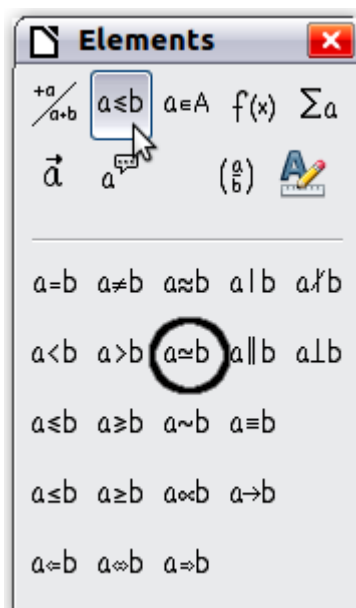 Elements
+a/a+b a⩽b a∈A f(x) Σa
a⃗ a (a/b) A
a=b a≠b a≈b a∣b a∤b
a<b a>b a≃b a∥b a⊥b
a⩽b a⩾b a~b a≡b
a≤b a≥b a∝b a→b
a⇐b a⇔b a⇒b